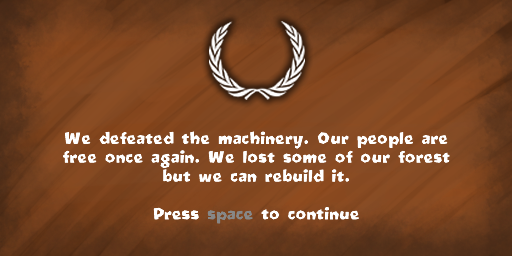 We defeated the machinery. Our people are
free once again. We lost some of our forest
but we can rebuild it.
Press space to continue